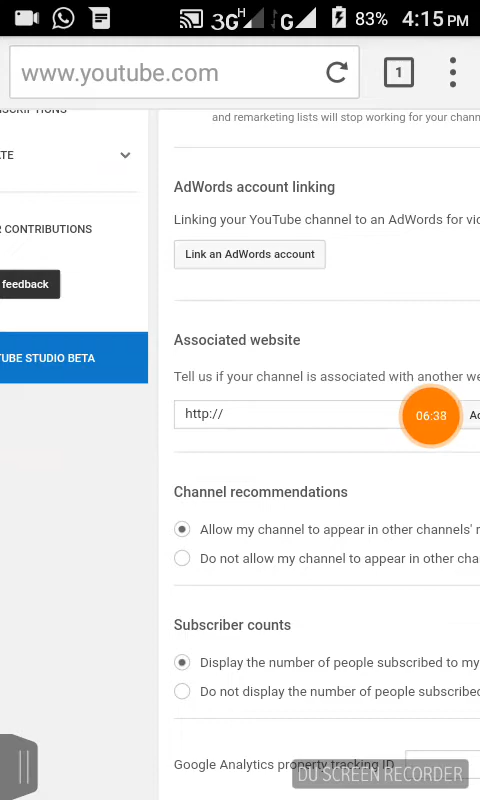 3G H G 83% 4:15 PM
www.youtube.com 1
and remarketing lists will stop working for your chann
ATE
AdWords account linking
Linking your YouTube channel to an AdWords for vid
R CONTRIBUTIONS
Link an AdWords account
feedback
Associated website
UBE STUDIO BETA
Tell us if your channel is associated with another we
http://
06:38
Channel recommendations
Allow my channel to appear in other channels' r
Do not allow my channel to appear in other cha
Subscriber counts
Display the number of people subscribed to my
Do not display the number of people subscribed
Google Analytics property tracking ID
DU SCREEN RECORDER